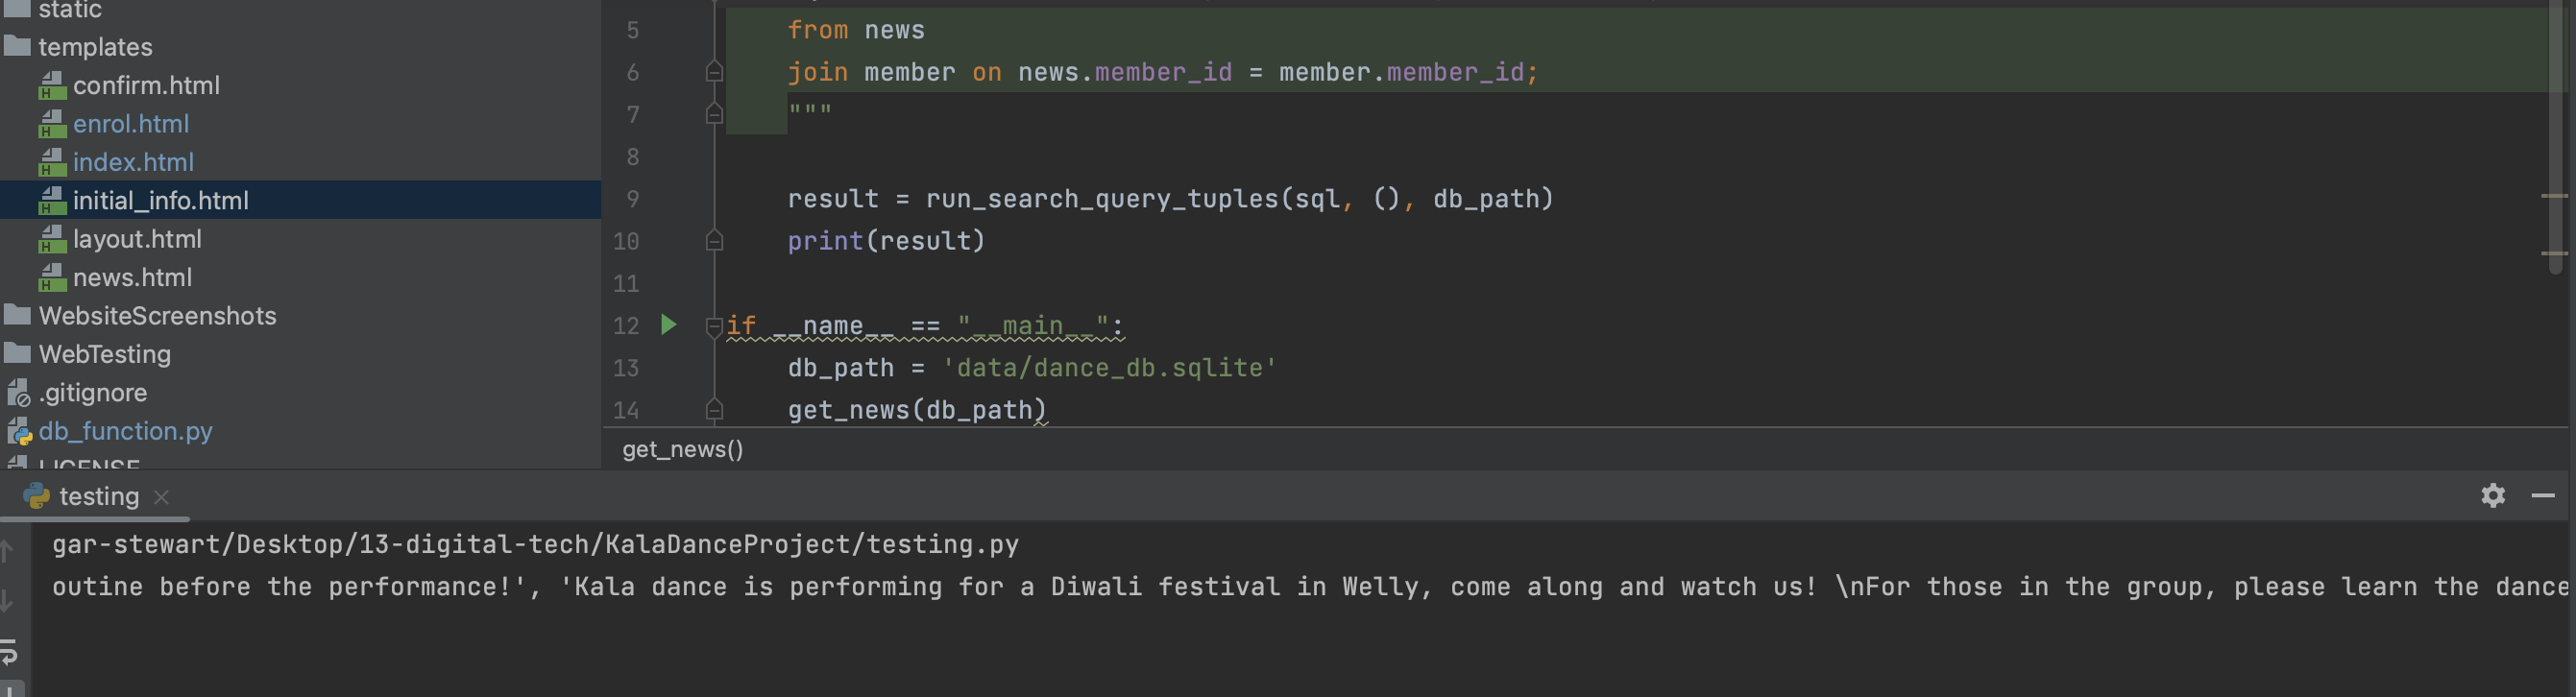 static
templates
confirm.html
enrol.html
index.html
initial_info.html
layout.html
news.html
WebsiteScreenshots
WebTesting
.gitignore
db_function.py
LICENSE
5 from news
6 join member on news.member_id = member.member_id;
7 """
8
9 result = run_search_query_tuples(sql, (), db_path)
10 print(result)
11
12 if __name__ == "__main__":
13 db_path = 'data/dance_db.sqlite'
14 get_news(db_path)
get_news()
testing
gar-stewart/Desktop/13-digital-tech/KalaDanceProject/testing.py
outine before the performance!', 'Kala dance is performing for a Diwali festival in Welly, come along and watch us! \nFor those in the group, please learn the dance